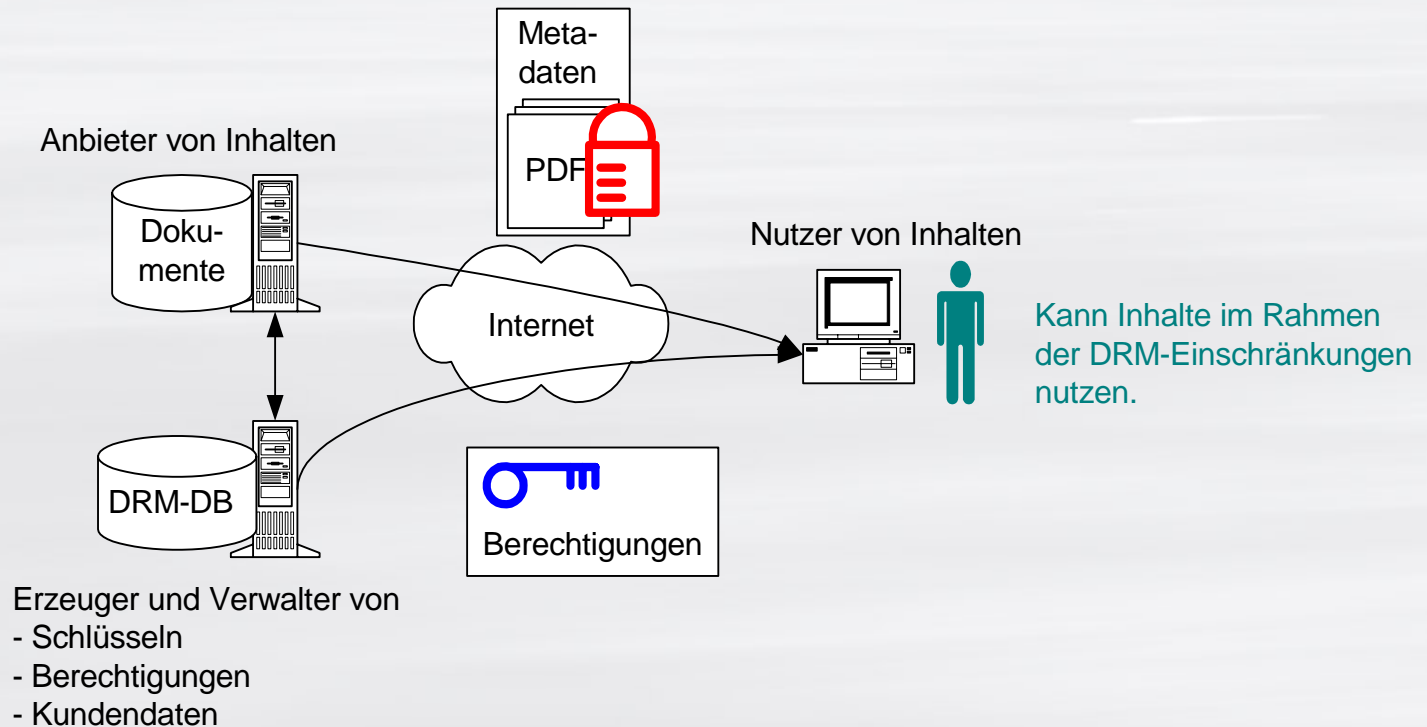 Meta-
daten
PDF
Anbieter von Inhalten
Doku-
mente
Internet
Nutzer von Inhalten
Kann Inhalte im Rahmen
der DRM-Einschränkungen
nutzen.
DRM-DB
Berechtigungen
Erzeuger und Verwalter von
- Schlüsseln
- Berechtigungen
- Kundendaten